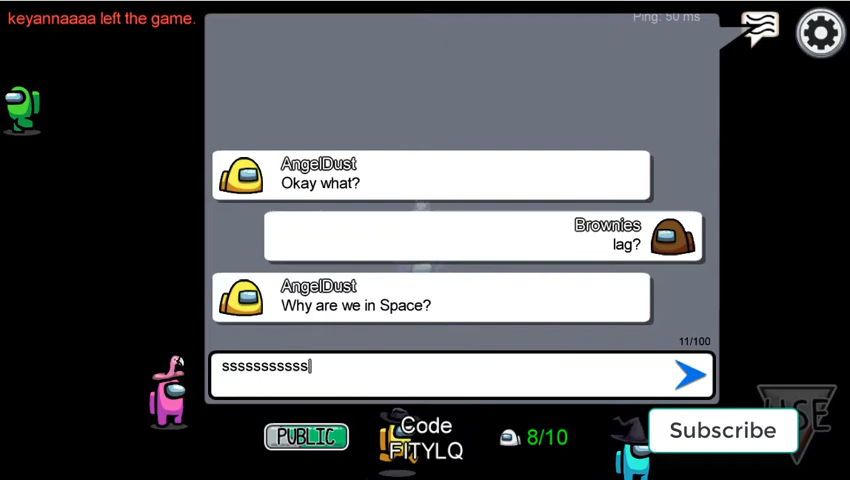 keyannaaaa left the game.
Ping: 50 ms
AngelDust
Okay what?
Brownies
lag?
AngelDust
Why are we in Space?
11/100
sssssssssss
PUBLIC
Code
FITYLQ
8/10
USE
Subscribe